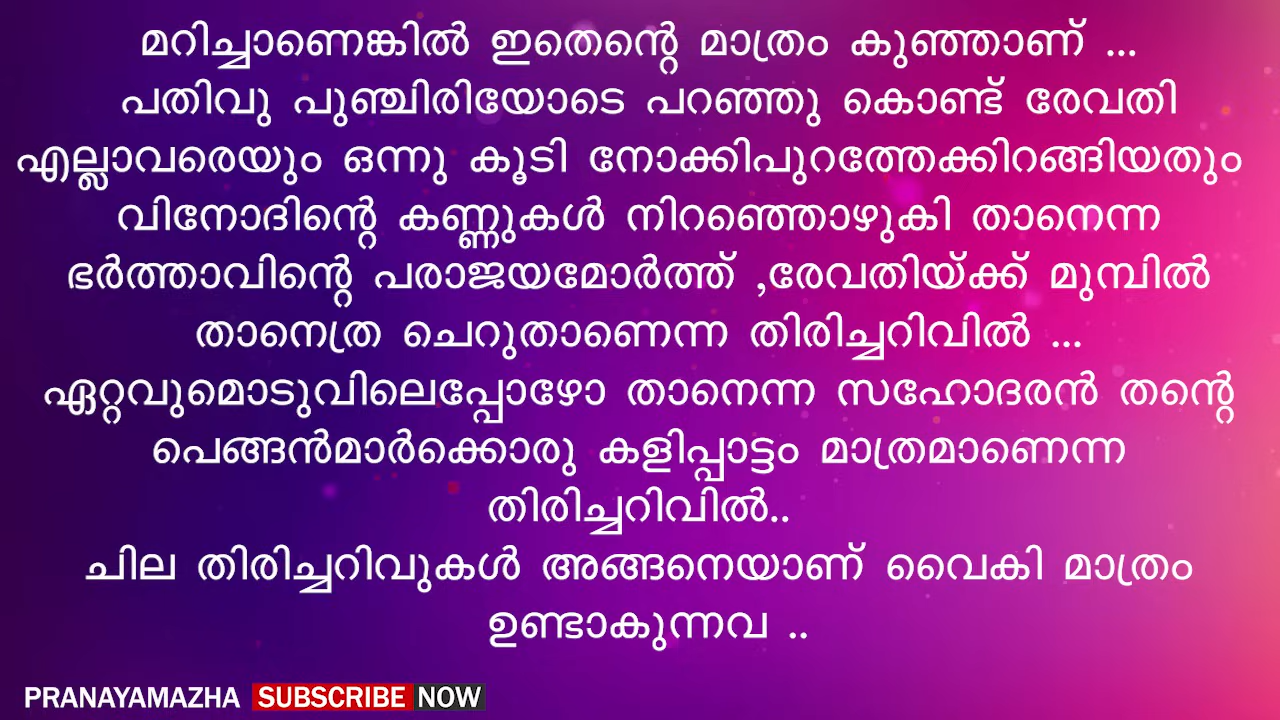 മറിച്ചാണെങ്കിൽ ഇതെന്റെ മാത്രം കുഞ്ഞാണ് ...
പതിവു പുഞ്ചിരിയോടെ പറഞ്ഞു കൊണ്ട് രേവതി
എല്ലാവരെയും ഒന്നു കൂടി നോക്കിപുറത്തേക്കിറങ്ങിയതും
വിനോദിന്റെ കണ്ണുകൾ നിറഞ്ഞൊഴുകി താനെന്ന
ഭർത്താവിന്റെ പരാജയമോർത്ത് ,രേവതിയ്ക്ക് മുമ്പിൽ
താനെത്ര ചെറുതാണെന്ന തിരിച്ചറിവിൽ ...
ഏറ്റവുമൊടുവിലെപ്പോഴോ താനെന്ന സഹോദരൻ തന്റെ
പെങ്ങൻമാർക്കൊരു കളിപ്പാട്ടം മാത്രമാണെന്ന
തിരിച്ചറിവിൽ..
ചില തിരിച്ചറിവുകൾ അങ്ങനെയാണ് വൈകി മാത്രം
ഉണ്ടാകുന്നവ ..
PRANAYAMAZHA SUBSCRIBE NOW